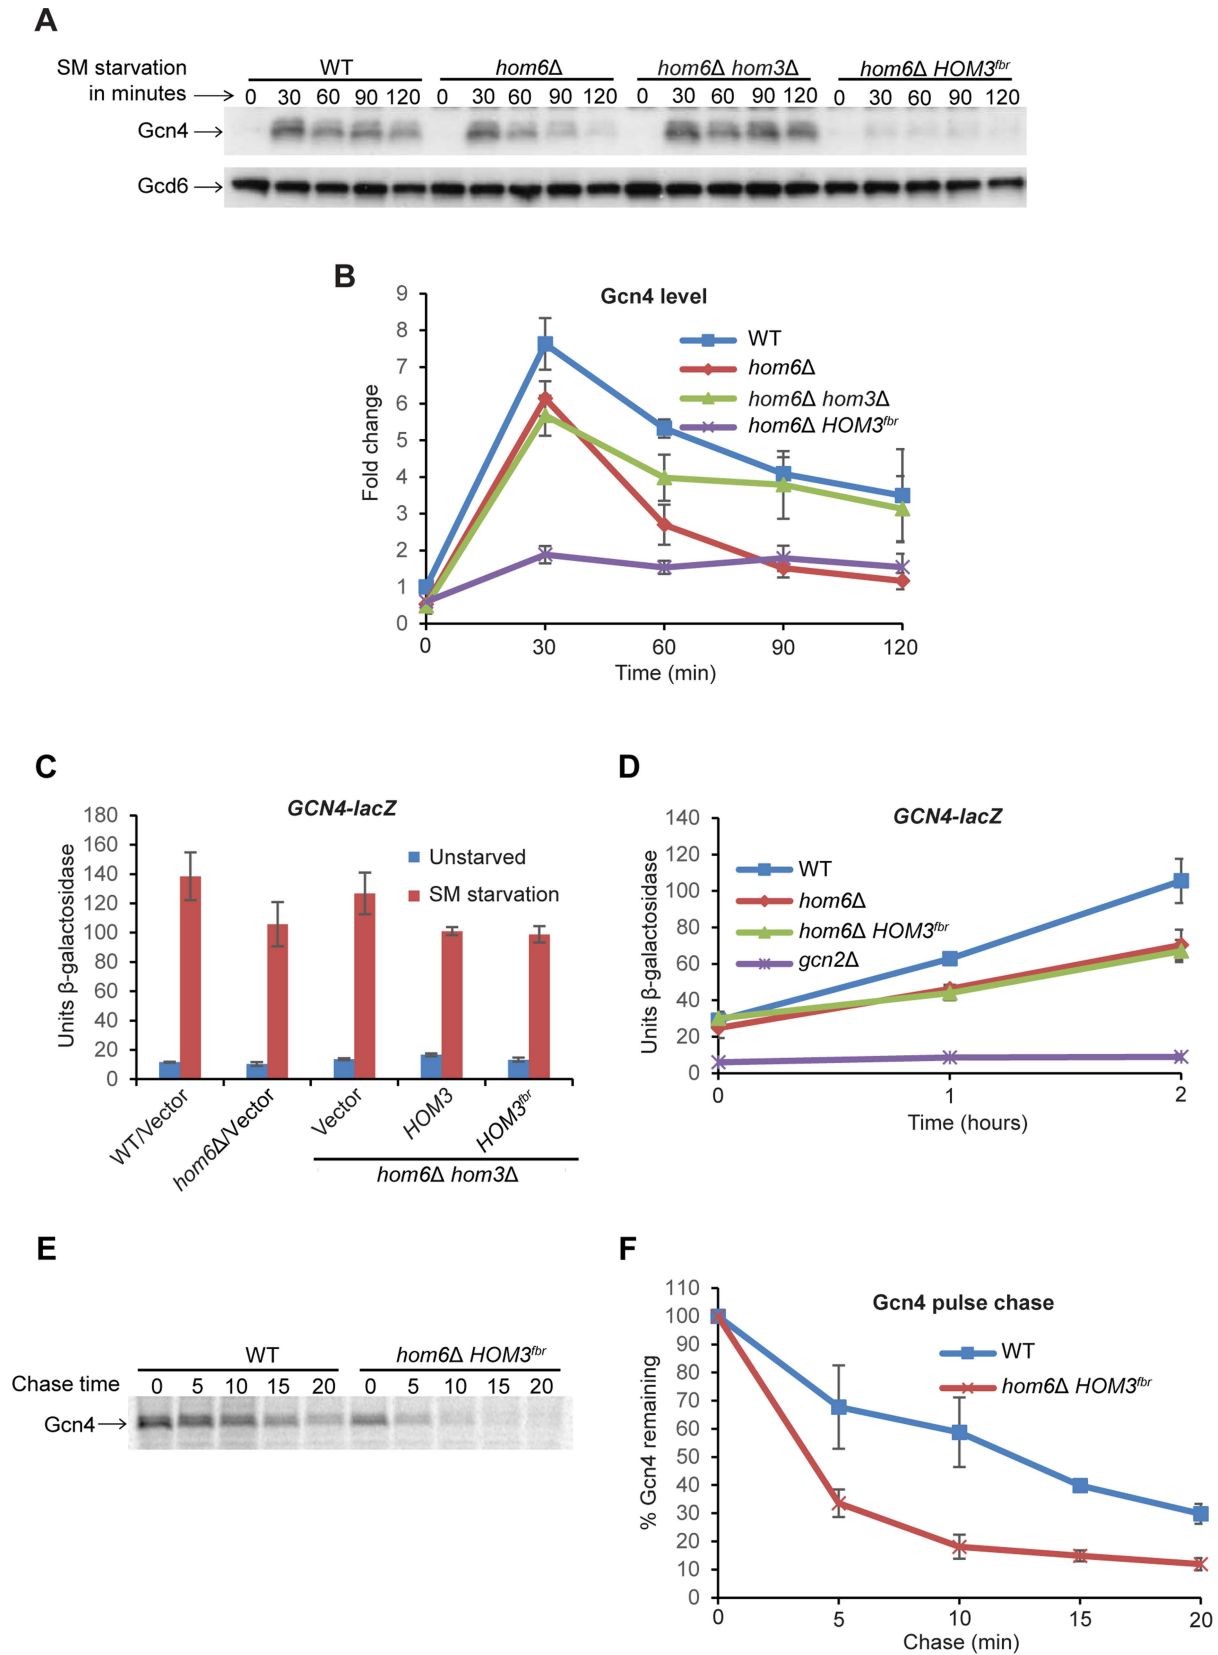 A
SM starvation
in minutes
WT
hom6Δ
hom6Δ hom3Δ
hom6Δ HOM3fbr
0 30 60 90 120 0 30 60 90 120 0 30 60 90 120 0 30 60 90 120
Gcn4
Gcd6
B
Gcn4 level
Fold change
9
8
7
6
5
4
3
2
1
0
WT
hom6Δ
hom6Δ hom3Δ
hom6Δ HOM3fbr
0 30 60 90 120
Time (min)
C
GCN4-lacZ
Units β-galactosidase
180
160
140
120
100
80
60
40
20
0
Unstarved
SM starvation
WT/Vector
hom6Δ/Vector
Vector
HOM3
HOM3fbr
hom6Δ hom3Δ
D
GCN4-lacZ
Units β-galactosidase
140
120
100
80
60
40
20
0
WT
hom6Δ
hom6Δ HOM3fbr
gcn2Δ
0 1 2
Time (hours)
E
WT
hom6Δ HOM3fbr
Chase time 0 5 10 15 20 0 5 10 15 20
Gcn4
F
Gcn4 pulse chase
% Gcn4 remaining
110
100
90
80
70
60
50
40
30
20
10
0
WT
hom6Δ HOM3fbr
0 5 10 15 20
Chase (min)